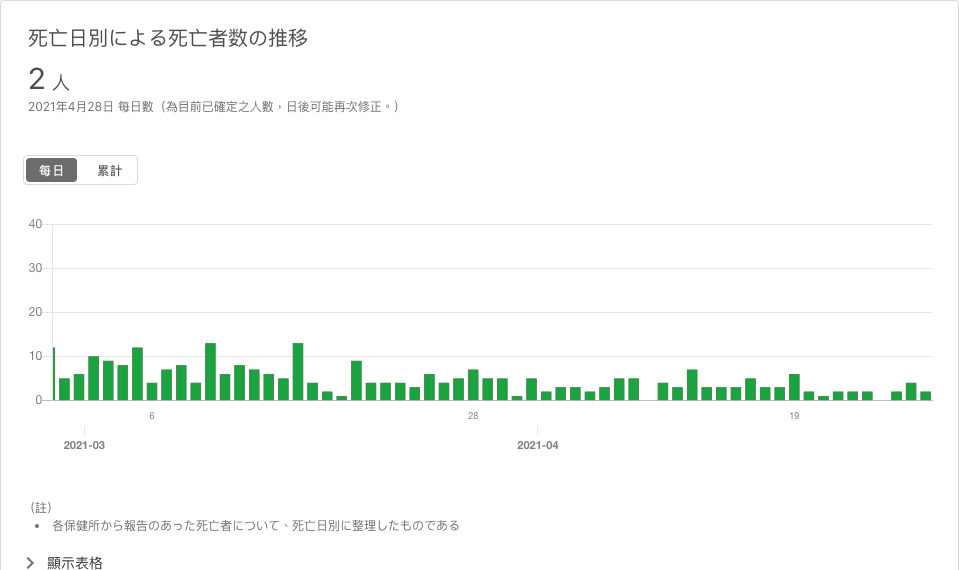 死亡日別による死亡者数の推移
2 人
2021年4月28日 每日數（為目前已確定之人數，日後可能再次修正。）
每日 累計
40
30
20
10
0
6 28 19
2021-03 2021-04
（註）
• 各保健所から報告のあった死亡者について、死亡日別に整理したものである
顯示表格